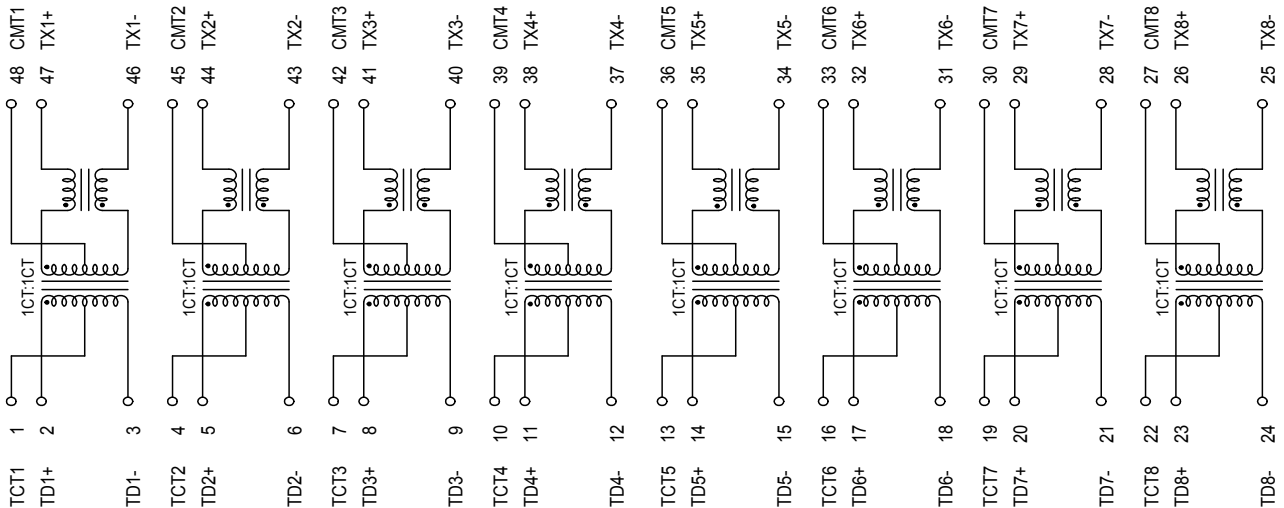 48 CMT1
47 TX1+
46 TX1-
45 CMT2
44 TX2+
43 TX2-
42 CMT3
41 TX3+
40 TX3-
39 CMT4
38 TX4+
37 TX4-
36 CMT5
35 TX5+
34 TX5-
33 CMT6
32 TX6+
31 TX6-
30 CMT7
29 TX7+
28 TX7-
27 CMT8
26 TX8+
25 TX8-
1CT:1CT
1CT:1CT
1CT:1CT
1CT:1CT
1CT:1CT
1CT:1CT
1CT:1CT
1CT:1CT
TCT1 1
TD1+ 2
TD1- 3
TCT2 4
TD2+ 5
TD2- 6
TCT3 7
TD3+ 8
TD3- 9
TCT4 10
TD4+ 11
TD4- 12
TCT5 13
TD5+ 14
TD5- 15
TCT6 16
TD6+ 17
TD6- 18
TCT7 19
TD7+ 20
TD7- 21
TCT8 22
TD8+ 23
TD8- 24